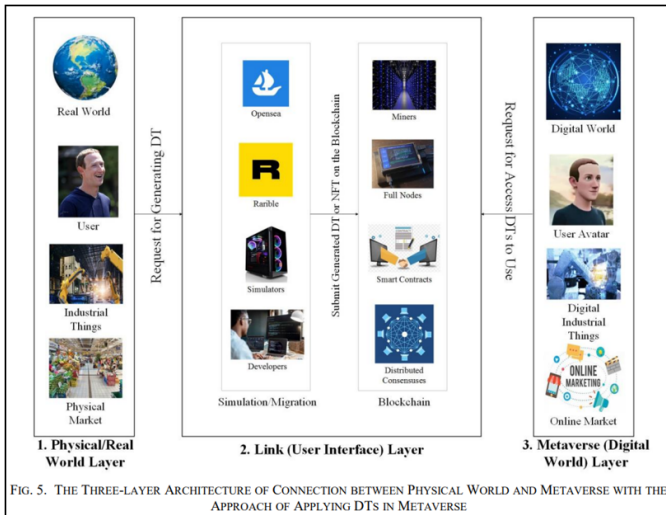 Real World
User
Industrial
Things
Physical
Market
1. Physical/Real
World Layer
Request for Generating DT
Opensea
R
Rarible
Simulators
Developers
Simulation/Migration
Submit Generated DT or NFT on the Blockchain
Miners
Full Nodes
Smart Contracts
Distributed
Consensuses
Blockchain
2. Link (User Interface) Layer
Request for Access DTs to Use
Digital World
User Avatar
Digital
Industrial
Things
ONLINE
MARKETING
Online Market
3. Metaverse (Digital
World) Layer
FIG. 5. THE THREE-LAYER ARCHITECTURE OF CONNECTION BETWEEN PHYSICAL WORLD AND METAVERSE WITH THE
APPROACH OF APPLYING DTS IN METAVERSE